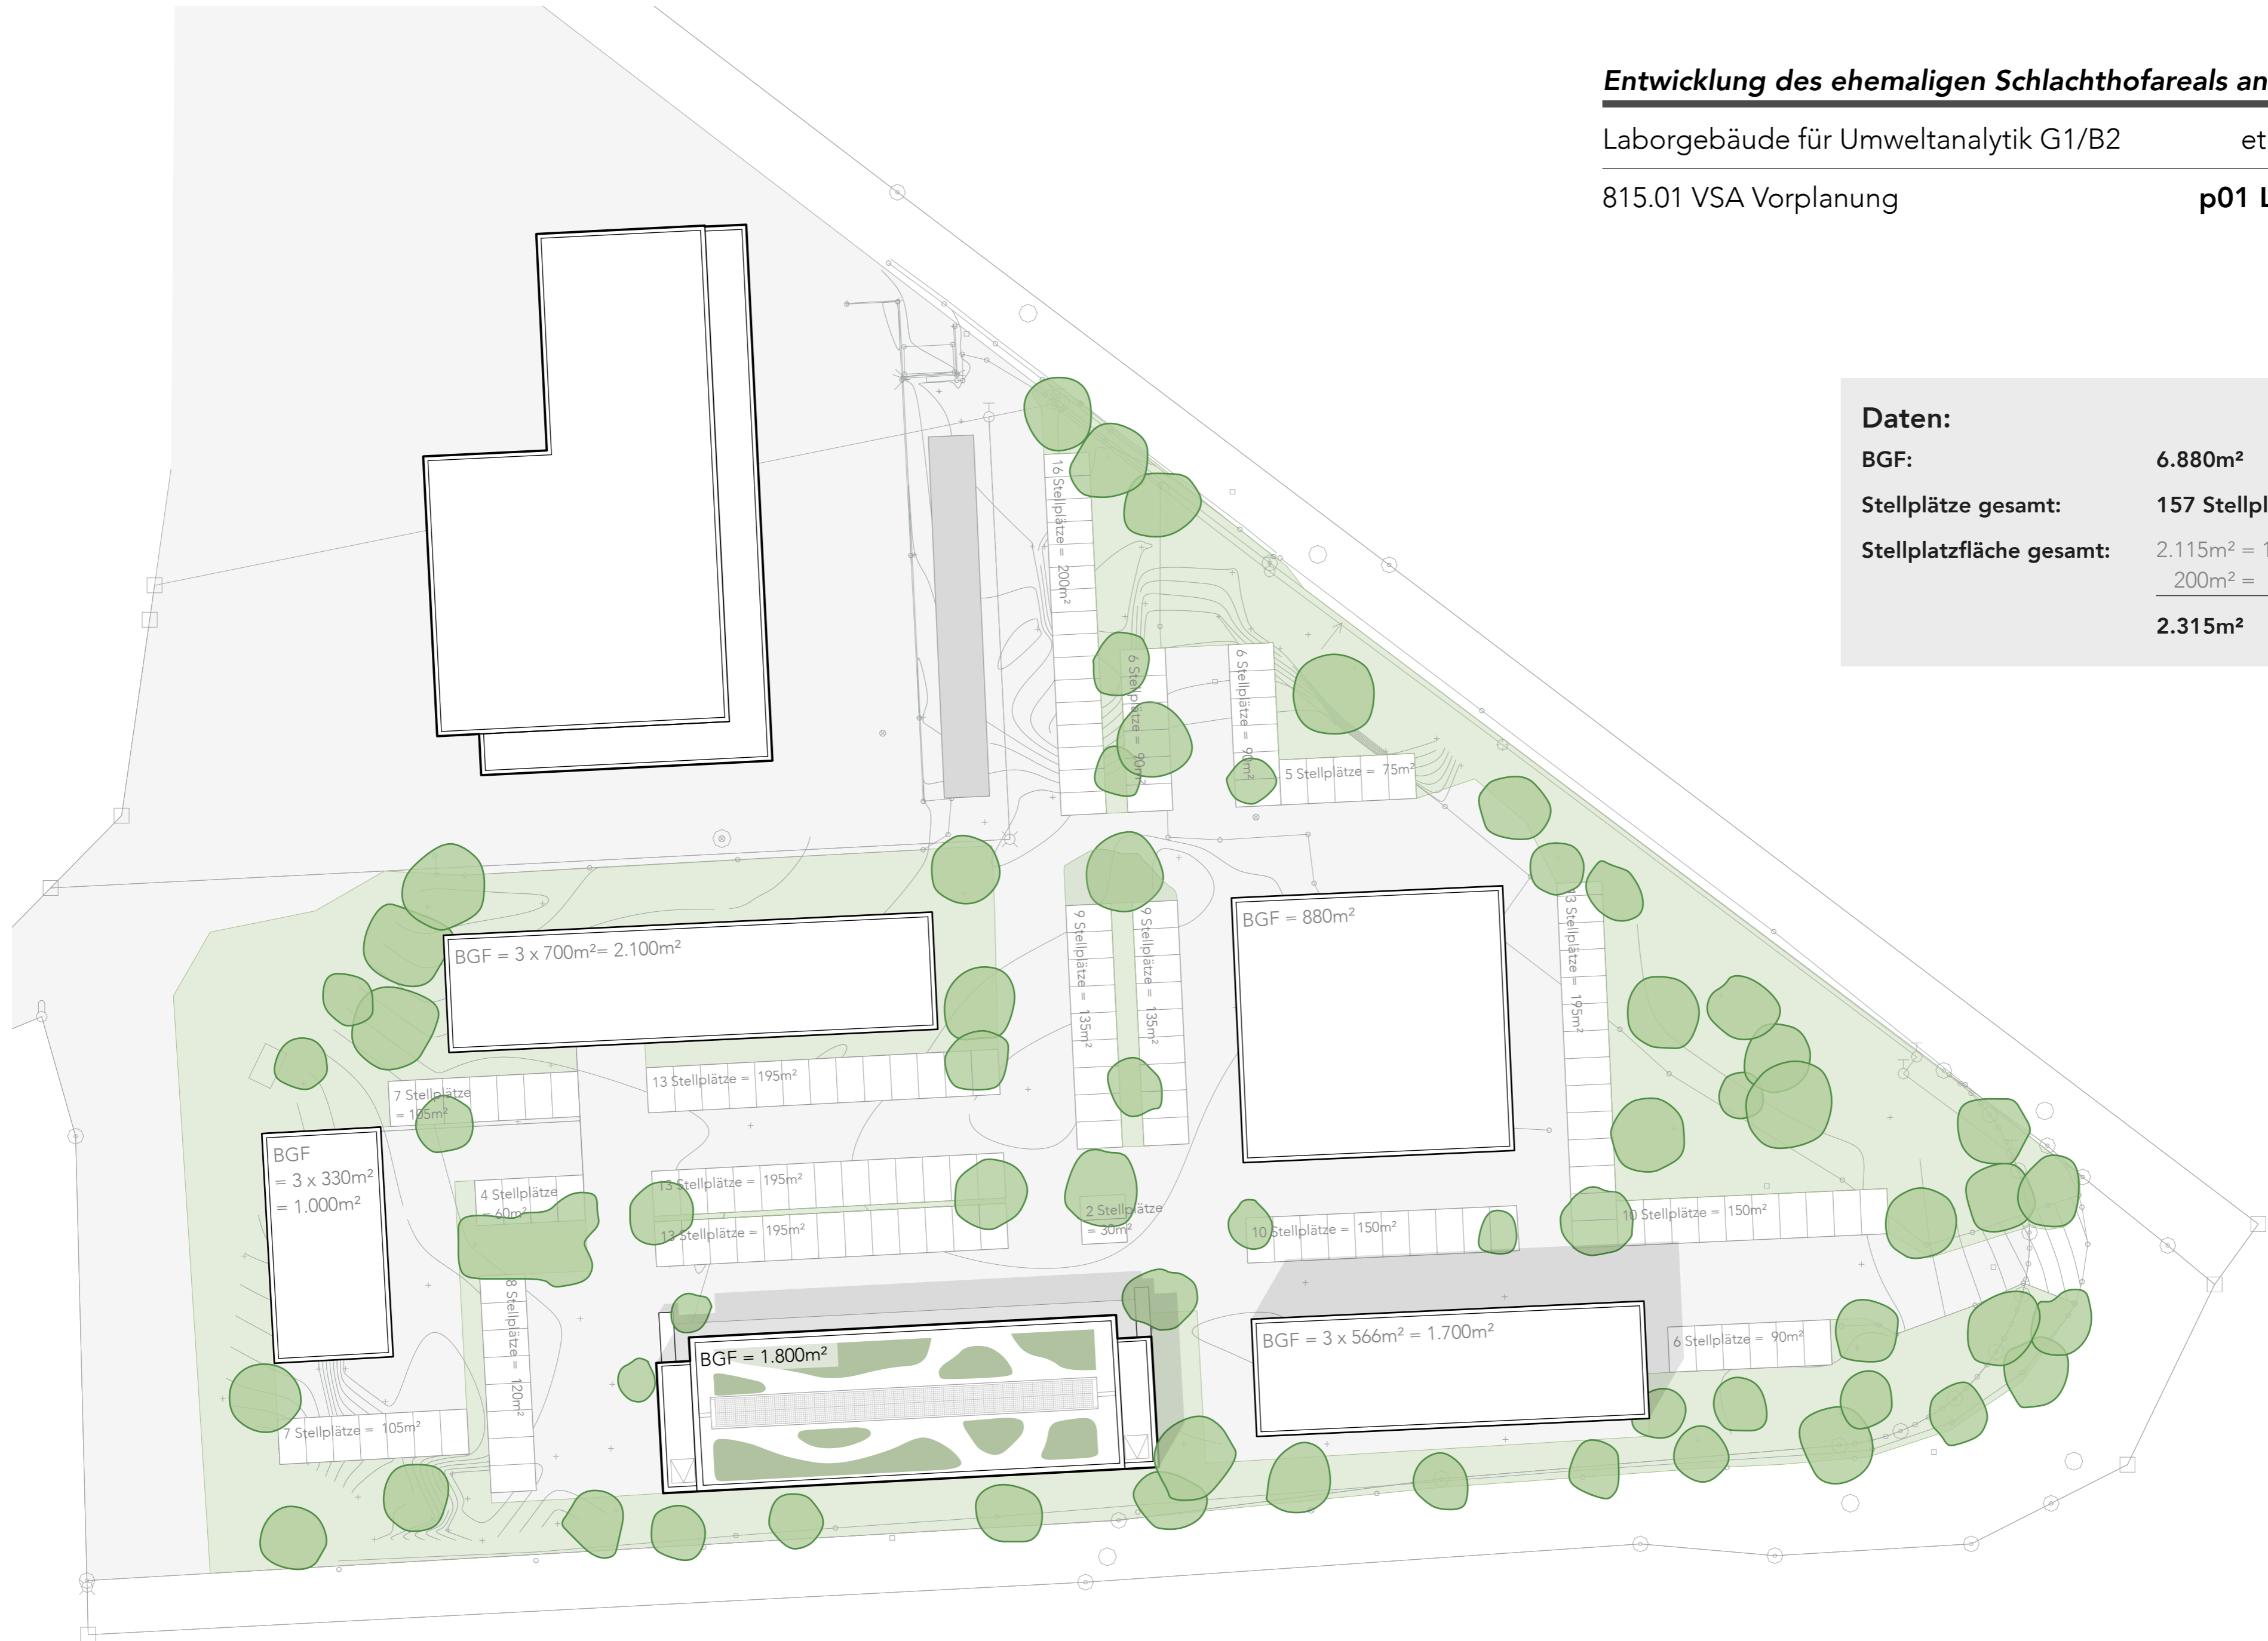 Entwicklung des ehemaligen Schlachthofareals an
Laborgebäude für Umweltanalytik G1/B2 et
815.01 VSA Vorplanung p01 L
Daten:
BGF: 6.880m²
Stellplätze gesamt: 157 Stellpl
Stellplatzfläche gesamt: 2.115m² = 1
200m² =
2.315m²
16 Stellplätze = 200m²
6 Stellplätze = 90m²
6 Stellplätze = 90m²
5 Stellplätze = 75m²
BGF = 3 x 700m²= 2.100m²
9 Stellplätze = 135m²
9 Stellplätze = 135m²
BGF = 880m²
13 Stellplätze = 195m²
7 Stellplätze
= 105m²
13 Stellplätze = 195m²
BGF
= 3 x 330m²
= 1.000m²
4 Stellplätze
= 60m²
13 Stellplätze = 195m²
13 Stellplätze = 195m²
2 Stellplätze
= 30m²
10 Stellplätze = 150m²
10 Stellplätze = 150m²
8 Stellplätze = 120m²
BGF = 1.800m²
BGF = 3 x 566m² = 1.700m²
6 Stellplätze = 90m²
7 Stellplätze = 105m²